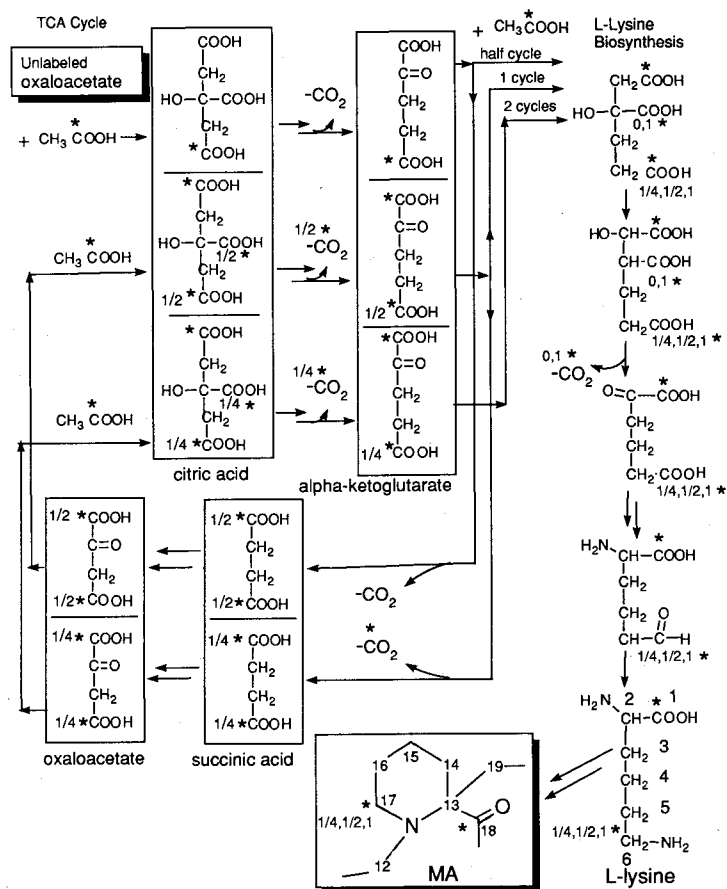 TCA Cycle
Unlabeled
oxaloacetate
+ CH3 *COOH
COOH
CH2
HO-C-COOH
CH2
*COOH
-CO2
COOH
C=O
CH2
CH2
*COOH
+ CH3*COOH
half cycle
1 cycle
2 cycles
L-Lysine
Biosynthesis
*
CH2COOH
HO-C-COOH
0,1 *
CH2
*
CH2 COOH
1/4,1/2,1
CH3 *COOH
*COOH
CH2
HO-C-COOH
1/2 *
CH2
1/2 *COOH
1/2 *
-CO2
*COOH
C=O
CH2
CH2
1/2 *COOH
*
HO-CH-COOH
CH-COOH
0,1 *
CH2
CH2COOH
1/4,1/2,1 *
CH3 *COOH
*COOH
CH2
HO-C-COOH
1/4 *
CH2
1/4 *COOH
citric acid
1/4 *
-CO2
*COOH
C=O
CH2
CH2
1/4 *COOH
alpha-ketoglutarate
0,1 *
-CO2
*
O=C-COOH
CH2
CH2
CH2COOH
1/4,1/2,1 *
1/2 *COOH
C=O
CH2
1/2*COOH
1/4 *COOH
C=O
CH2
1/4*COOH
oxaloacetate
1/2 *COOH
CH2
CH2
1/2*COOH
1/4 *COOH
CH2
CH2
1/4 *COOH
succinic acid
-CO2
*
-CO2
H2N
*
CH-COOH
CH2
CH2
O
CH-C-H
1/4,1/2,1 *
H2N
2
*
1
CH-COOH
CH2
3
CH2
4
CH2
5
1/4,1/2,1 *
CH2-NH2
6
L-lysine
15
16
14
19
*
17
13
O
1/4,1/2,1
N
*
18
12
MA